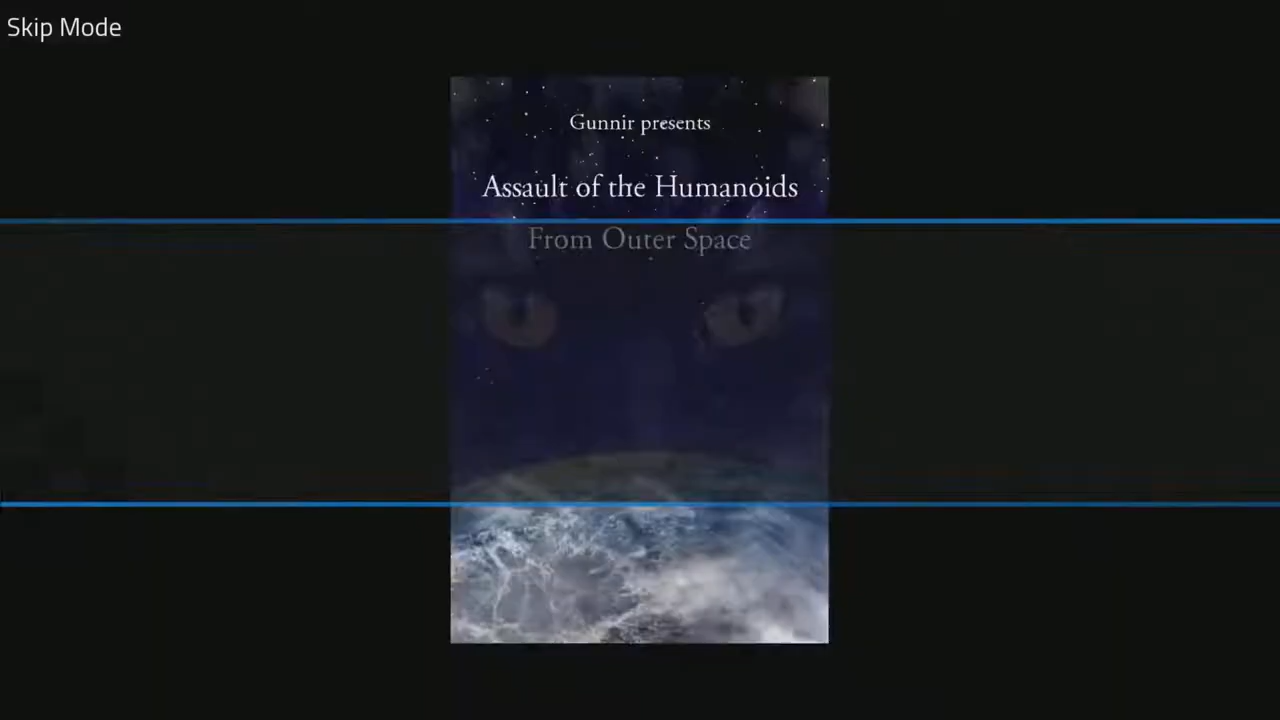 Skip Mode
Gunnir presents
Assault of the Humanoids
From Outer Space